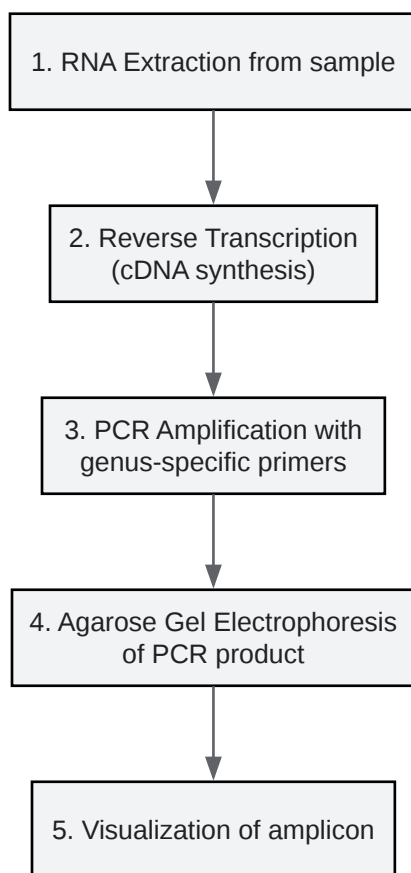 1. RNA Extraction from sample
2. Reverse Transcription
(cDNA synthesis)
3. PCR Amplification with
genus-specific primers
4. Agarose Gel Electrophoresis
of PCR product
5. Visualization of amplicon